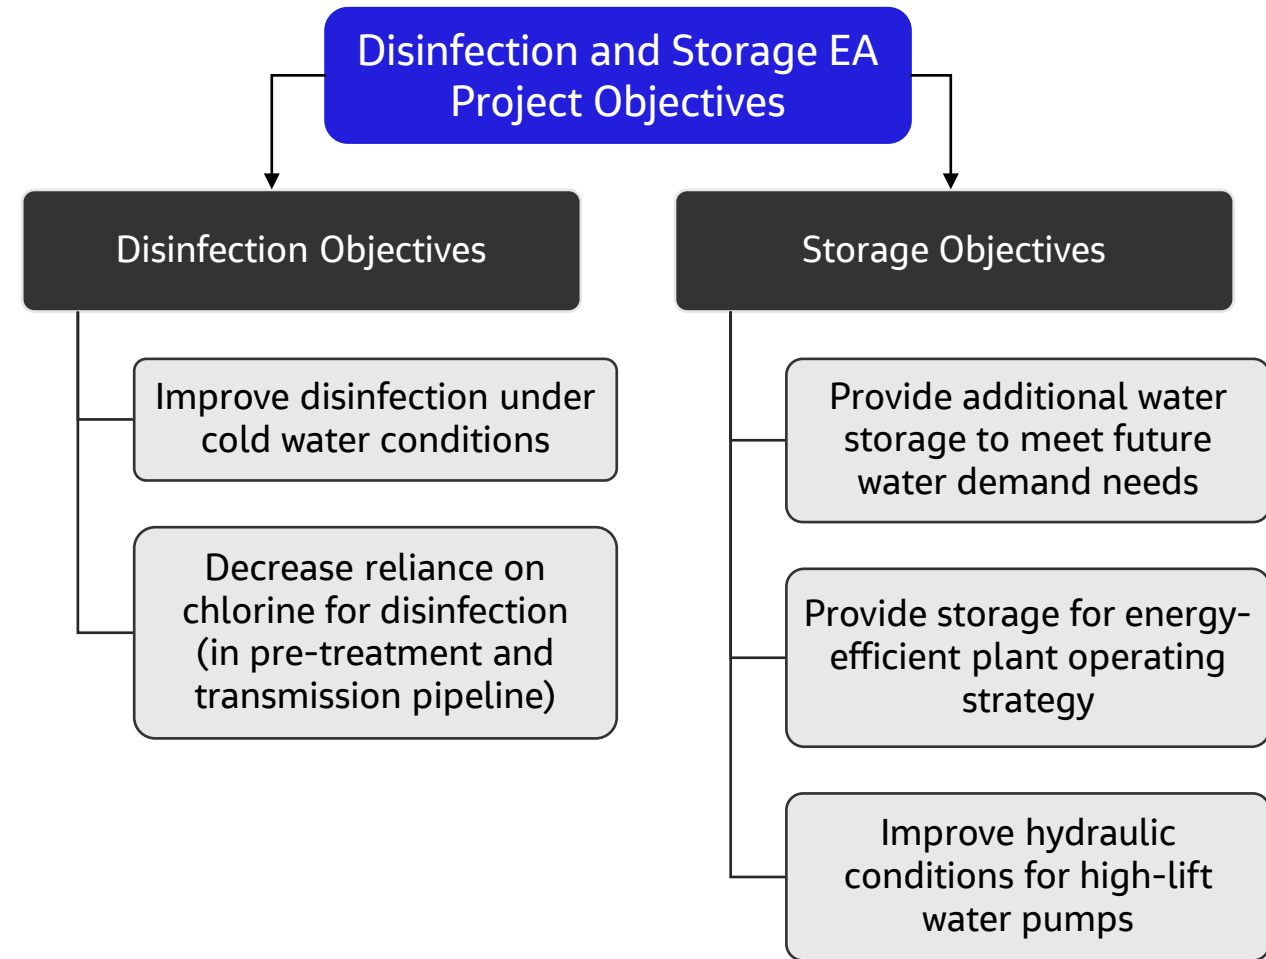 Disinfection and Storage EA
Project Objectives
Disinfection Objectives
Improve disinfection under
cold water conditions
Decrease reliance on
chlorine for disinfection
(in pre-treatment and
transmission pipeline)
Storage Objectives
Provide additional water
storage to meet future
water demand needs
Provide storage for energy-
efficient plant operating
strategy
Improve hydraulic
conditions for high-lift
water pumps